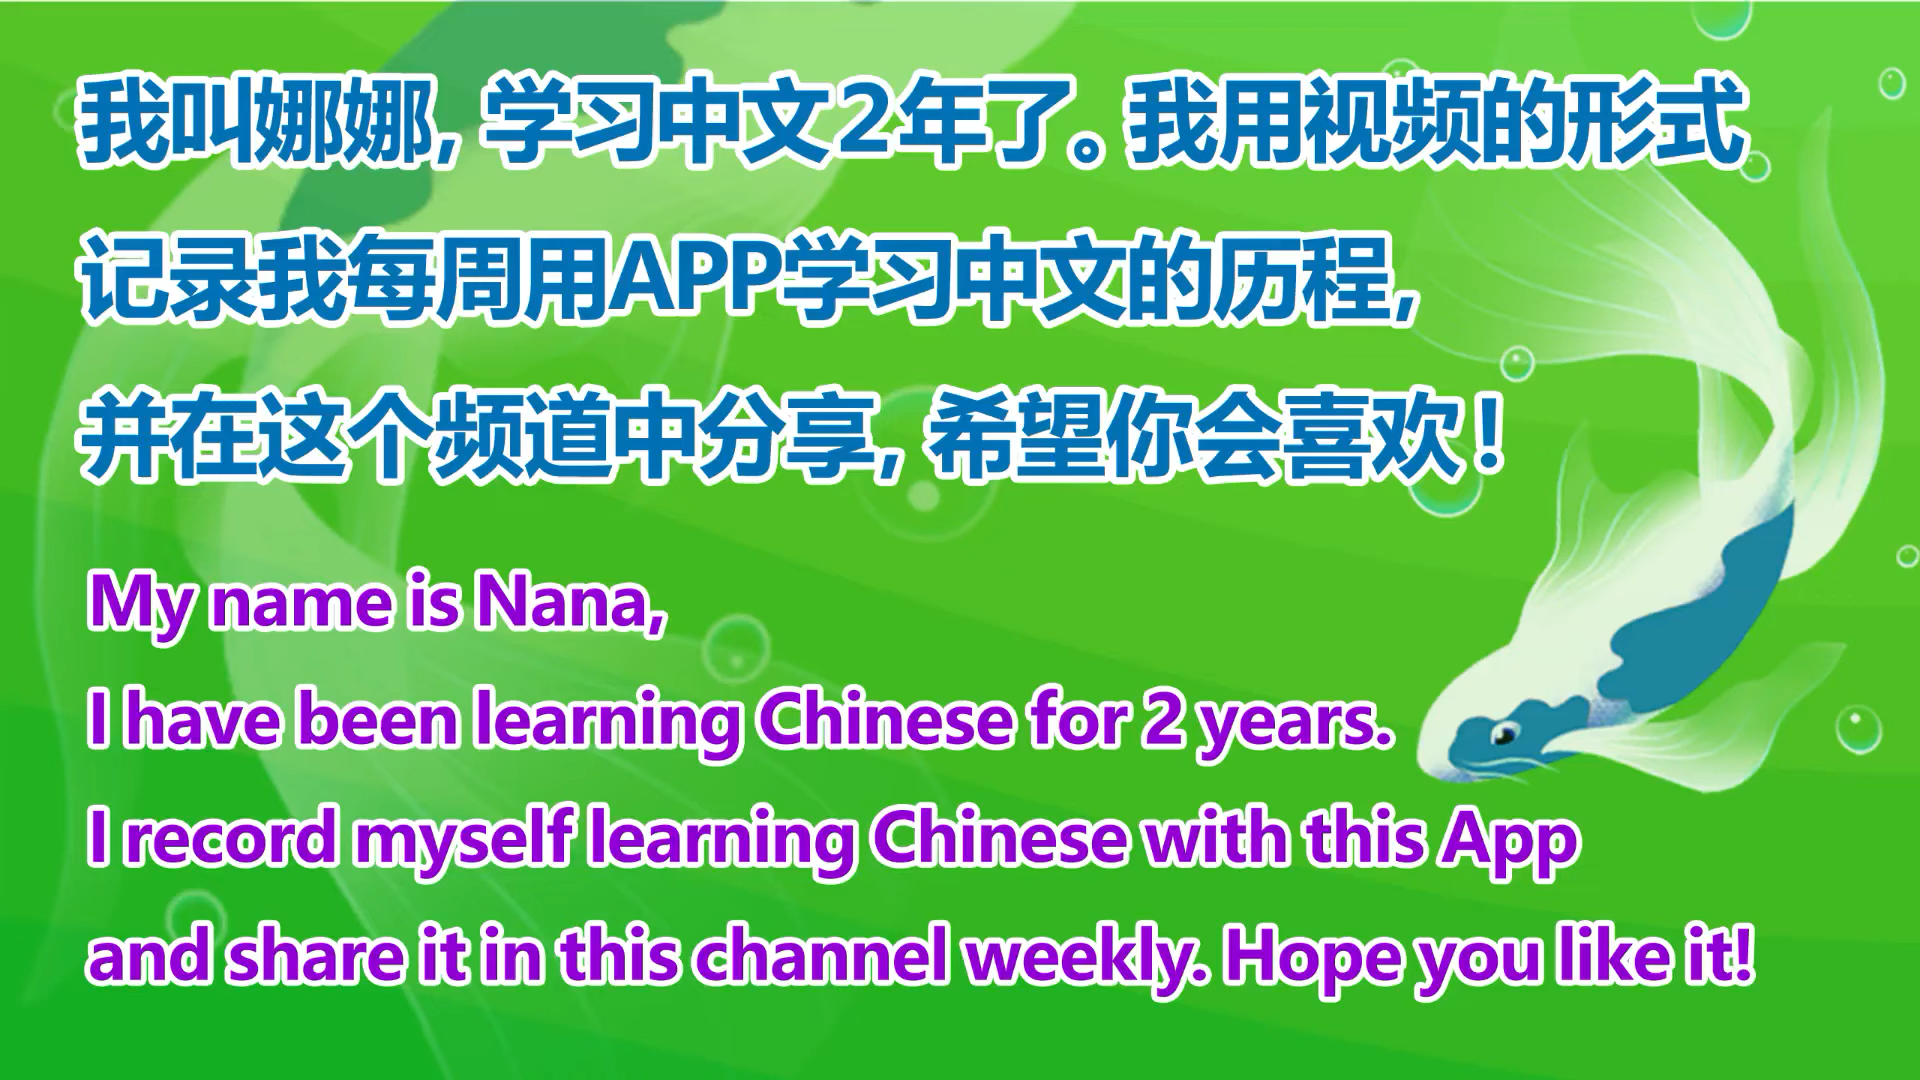 我叫娜娜, 学习中文2年了。我用视频的形式
记录我每周用APP学习中文的历程,
并在这个频道中分享, 希望你会喜欢!
My name is Nana,
I have been learning Chinese for 2 years.
I record myself learning Chinese with this App
and share it in this channel weekly. Hope you like it!